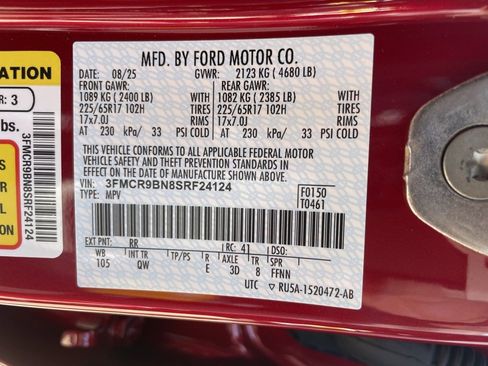 ATION
R: 3
bs.
3FMCR9BN8SRF24124
MFD. BY FORD MOTOR CO.
DATE: 08/25 GVWR: 2123 KG ( 4680 LB)
FRONT GAWR: REAR GAWR:
1089 KG ( 2400 LB) WITH 1082 KG ( 2385 LB) WITH
225/65R17 102H TIRES 225/65R17 102H TIRES
17x7.0J RIMS 17x7.0J RIMS
AT 230 kPa/ 33 PSI COLD AT 230 kPa/ 33 PSI COLD
THIS VEHICLE CONFORMS TO ALL APPLICABLE FEDERAL MOTOR
VEHICLE SAFETY AND THEFT PREVENTION STANDARDS IN
EFFECT ON THE DATE OF MANUFACTURE SHOWN ABOVE.
VIN: 3FMCR9BN8SRF24124 F0150
TYPE: MPV T0461
EXT PNT: RR RC: 41 DSO:
WB INT TR TP/PS R AXLE TR SPR
105 QW E 3D 8 FFNN
UTC ▽ RU5A-1520472-AB